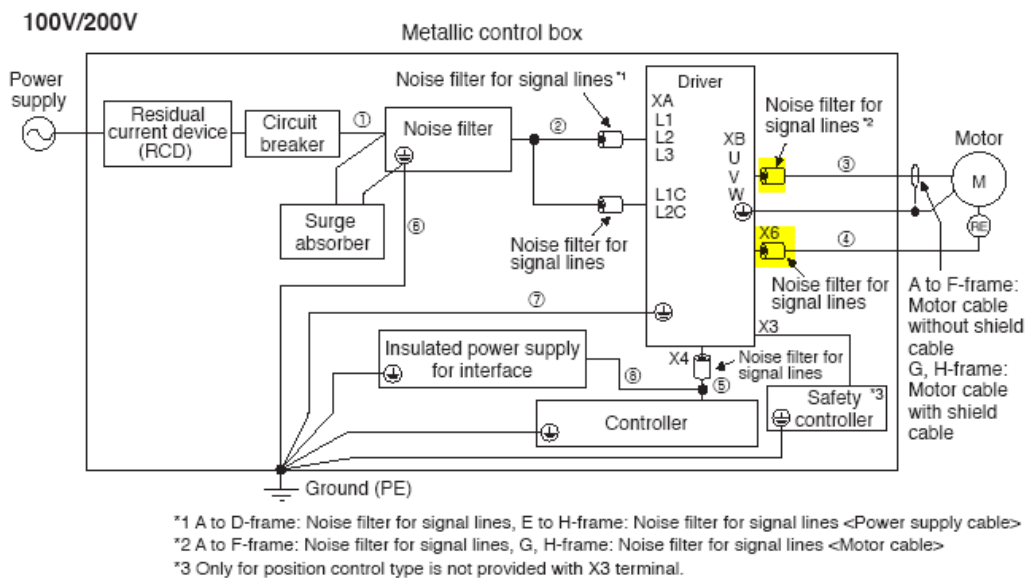 100V/200V
Metallic control box
Power
supply
Residual
current device
(RCD)
Circuit
breaker
①
Noise filter
Surge
absorber
⑥
②
Noise filter for signal lines *1
Noise filter for
signal lines
Driver
XA
L1
L2
L3
L1C
L2C
XB
U
V
W
X6
X3
X4
Noise filter for
signal lines *2
③
④
Noise filter for
signal lines
Motor
M
RE
A to F-frame:
Motor cable
without shield
cable
G, H-frame:
Motor cable
with shield
cable
⑦
Insulated power supply
for interface
⑧
Noise filter for
signal lines
⑤
Controller
Safety *3
controller
Ground (PE)
*1 A to D-frame: Noise filter for signal lines, E to H-frame: Noise filter for signal lines <Power supply cable>
*2 A to F-frame: Noise filter for signal lines, G, H-frame: Noise filter for signal lines <Motor cable>
*3 Only for position control type is not provided with X3 terminal.